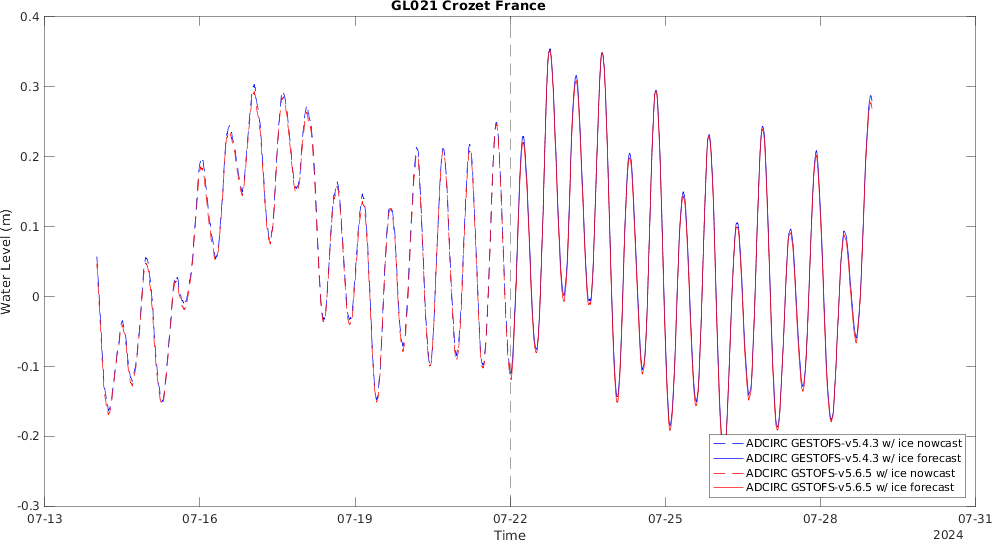 GL021 Crozet France
Water Level (m)
0.4
0.3
0.2
0.1
0
-0.1
-0.2
-0.3
ADCIRC GESTOFS-v5.4.3 w/ ice nowcast
ADCIRC GESTOFS-v5.4.3 w/ ice forecast
ADCIRC GSTOFS-v5.6.5 w/ ice nowcast
ADCIRC GSTOFS-v5.6.5 w/ ice forecast
07-13 07-16 07-19 07-22 07-25 07-28 07-31
Time
2024